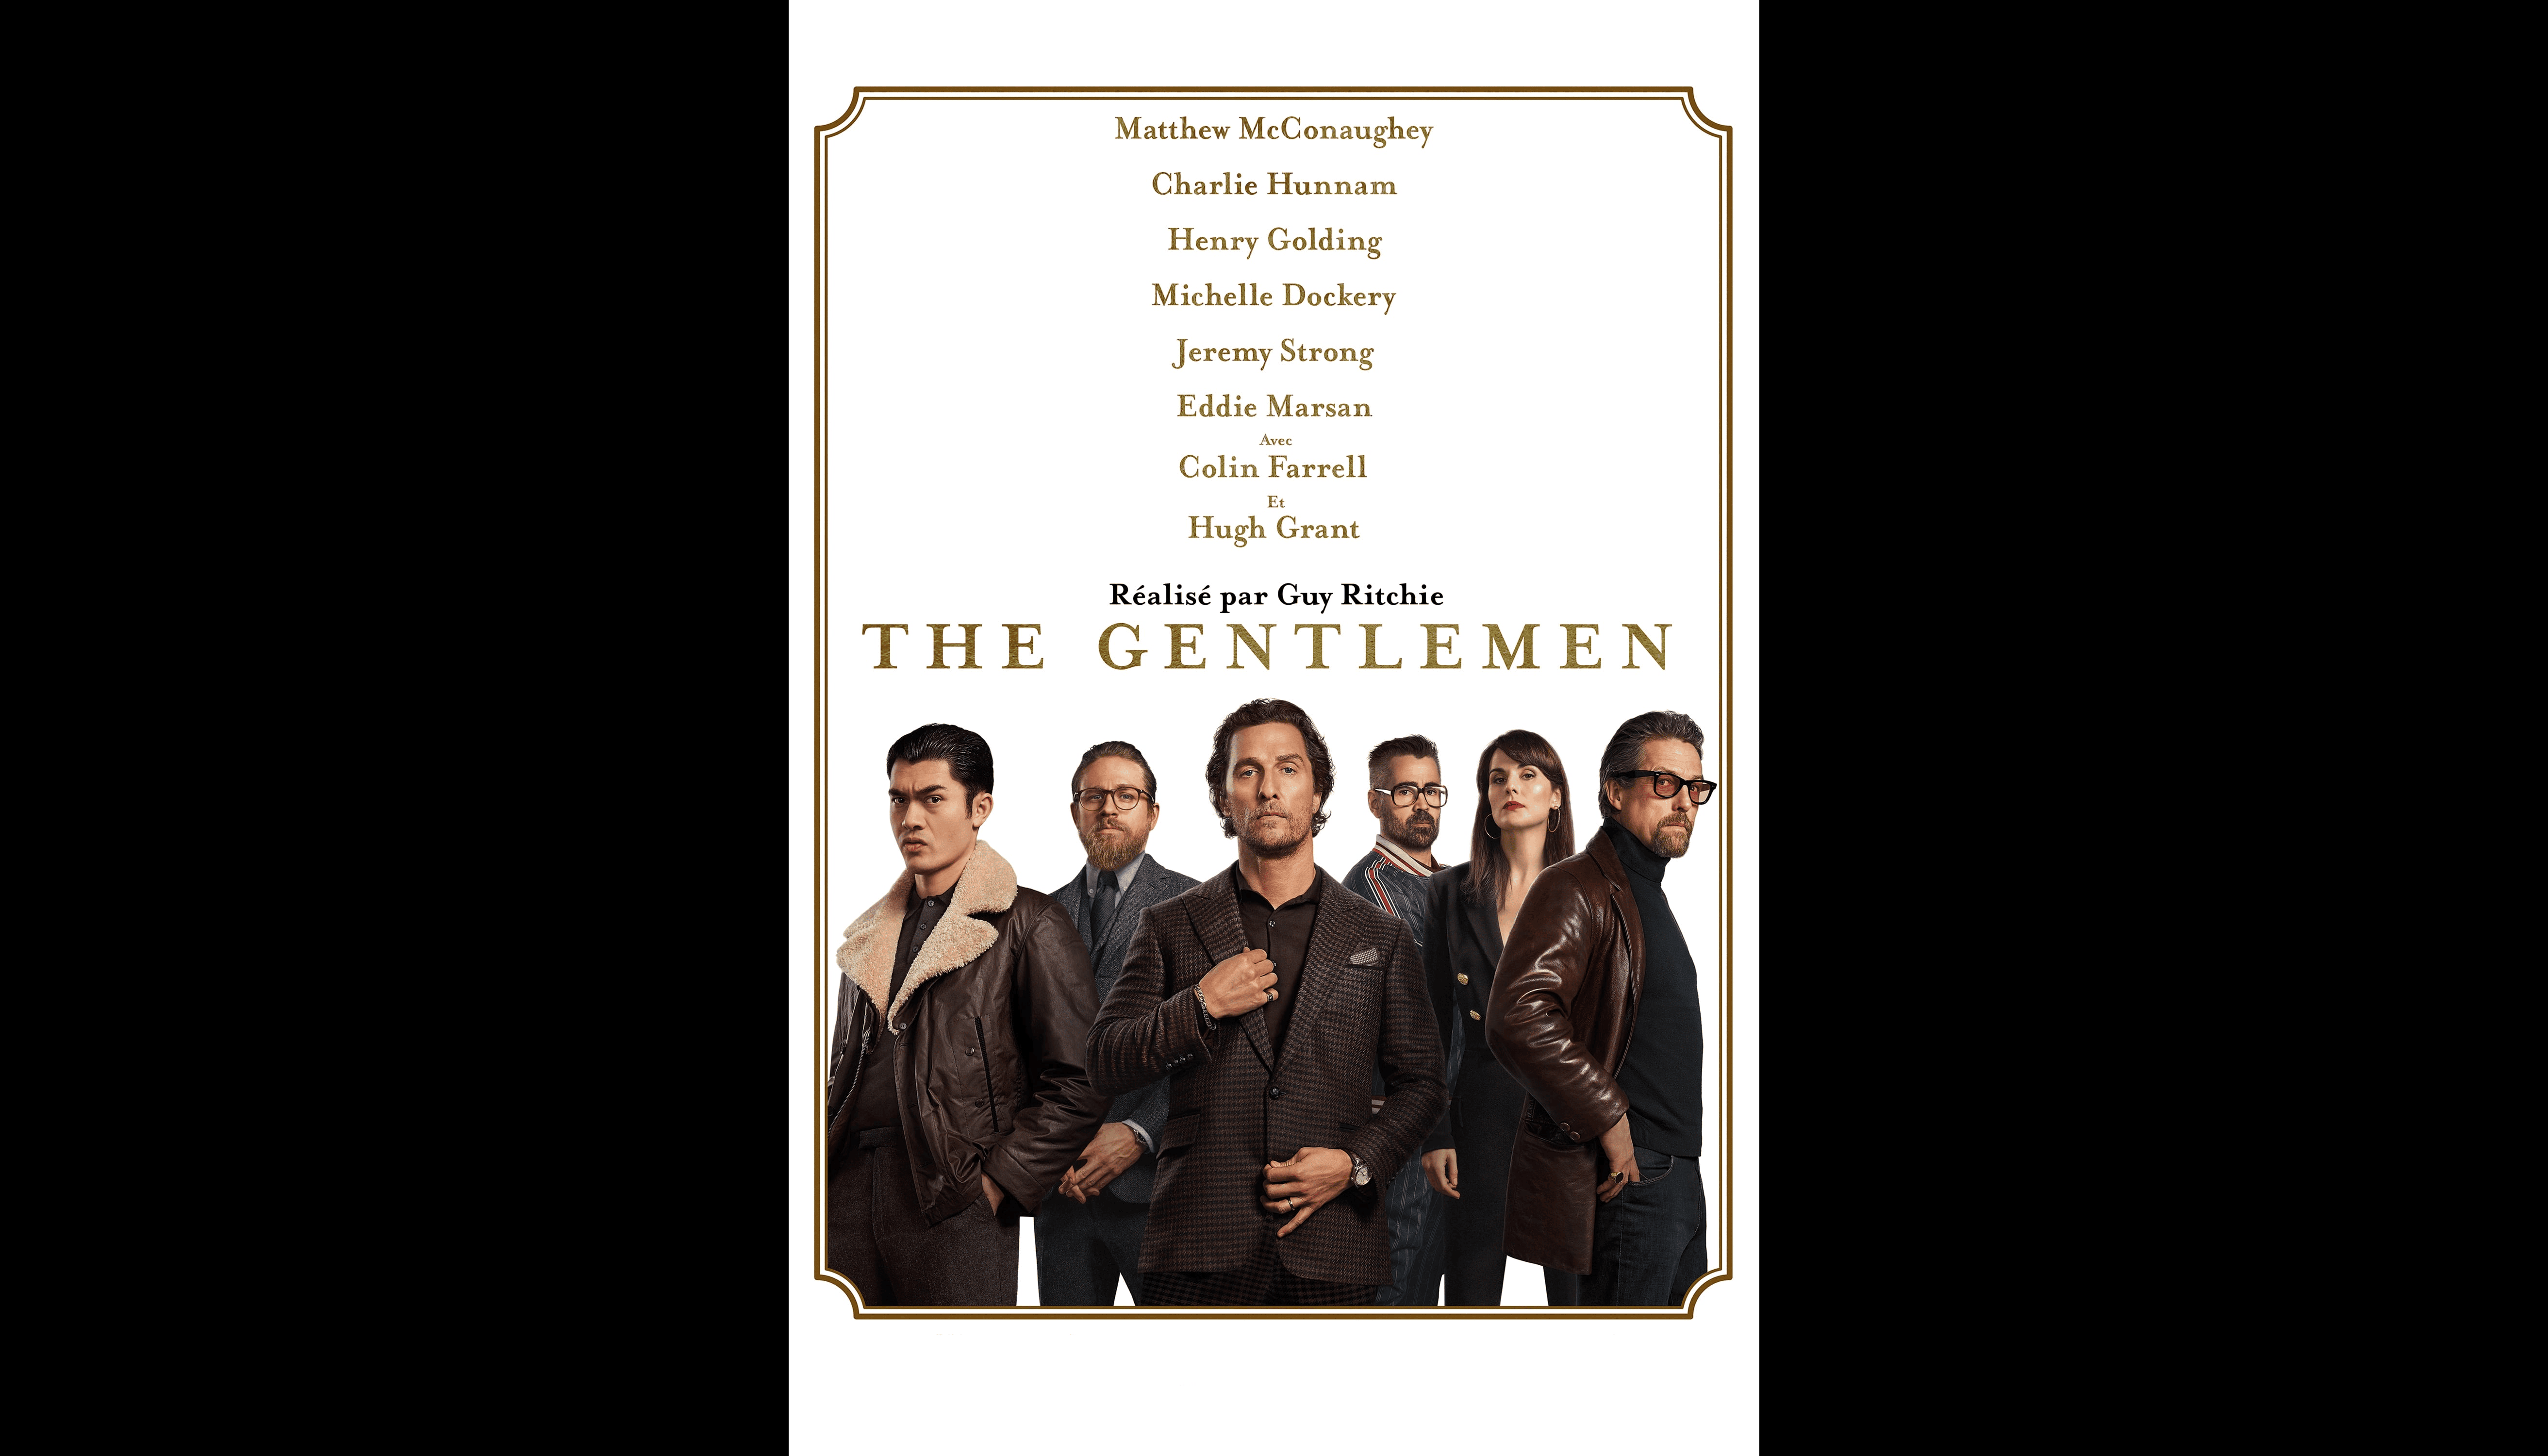 Matthew McConaughey
Charlie Hunnam
Henry Golding
Michelle Dockery
Jeremy Strong
Eddie Marsan
Avec
Colin Farrell
Et
Hugh Grant
Réalisé par Guy Ritchie
THE GENTLEMEN